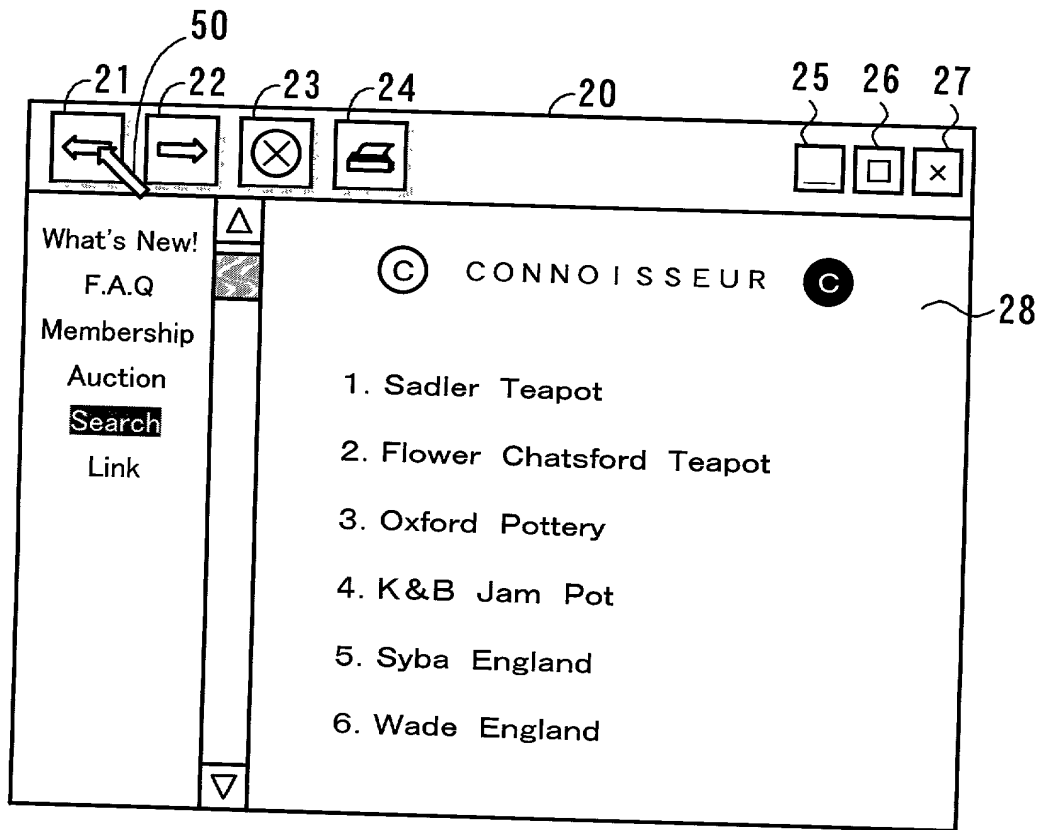 50
21 22 23 24 20 25 26 27
What's New!
F.A.Q
Membership
Auction
Search
Link
C CONNOISSEUR C
28
1. Sadler Teapot
2. Flower Chatsford Teapot
3. Oxford Pottery
4. K&B Jam Pot
5. Syba England
6. Wade England